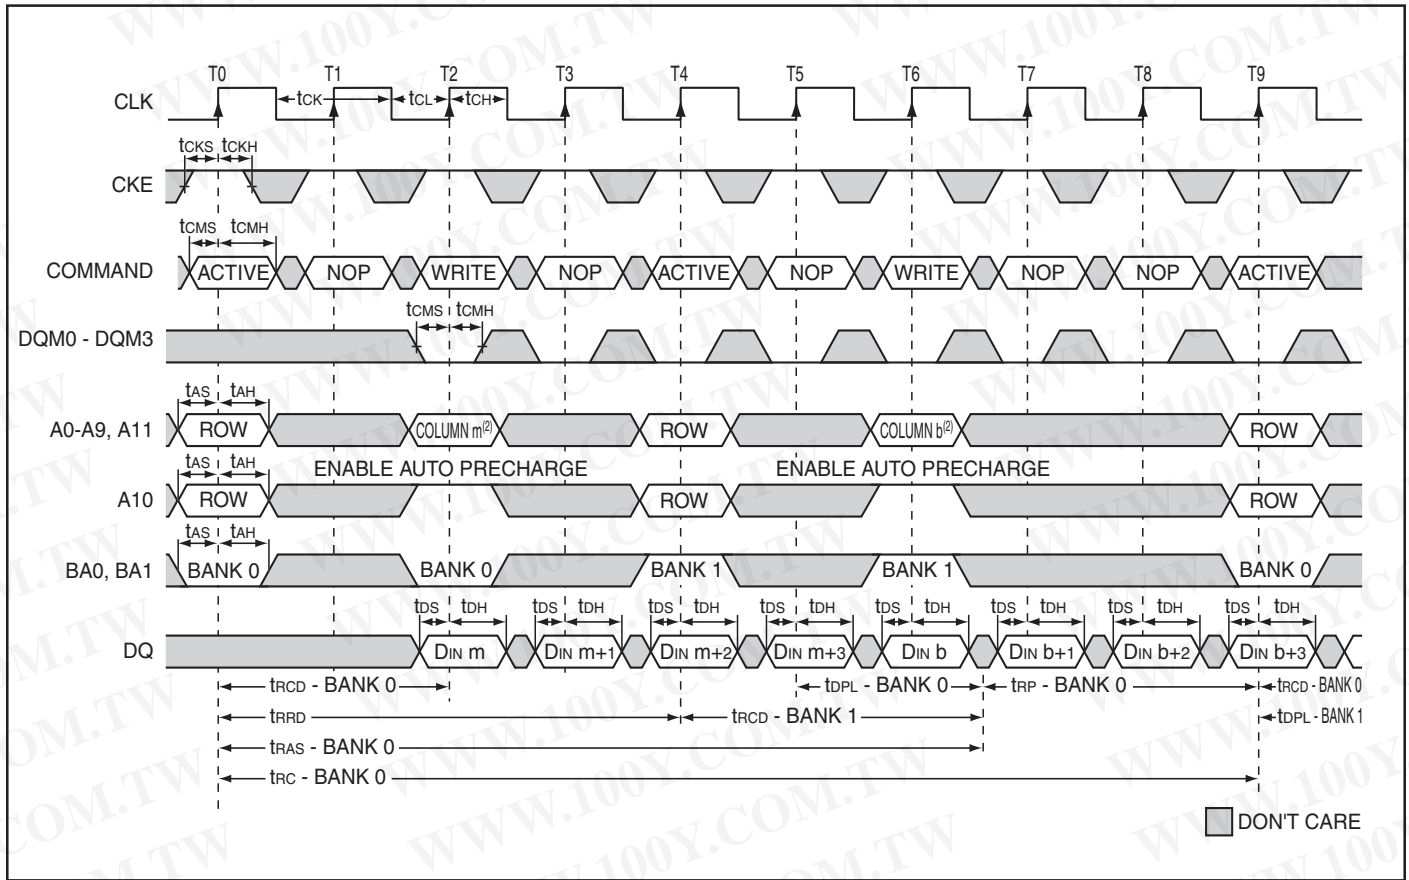 T0 T1 T2 T3 T4 T5 T6 T7 T8 T9
CLK tCK tCL tCH
tCKS tCKH
CKE
tCMS tCMH
COMMAND ACTIVE NOP WRITE NOP ACTIVE NOP WRITE NOP NOP ACTIVE
tCMS tCMH
DQM0 - DQM3
tAS tAH
A0-A9, A11 ROW COLUMN m(2) ROW COLUMN b(2) ROW
tAS tAH ENABLE AUTO PRECHARGE ENABLE AUTO PRECHARGE
A10 ROW ROW ROW
tAS tAH
BA0, BA1 BANK 0 BANK 0 BANK 1 BANK 1 BANK 0
tDS tDH tDS tDH tDS tDH tDS tDH tDS tDH tDS tDH tDS tDH tDS tDH
DQ DIN m DIN m+1 DIN m+2 DIN m+3 DIN b DIN b+1 DIN b+2 DIN b+3
tRCD - BANK 0 tDPL - BANK 0 tRP - BANK 0 tRCD - BANK 0
tRRD tRCD - BANK 1 tDPL - BANK 1
tRAS - BANK 0
tRC - BANK 0
DON'T CARE
WWW.100Y.COM.TW